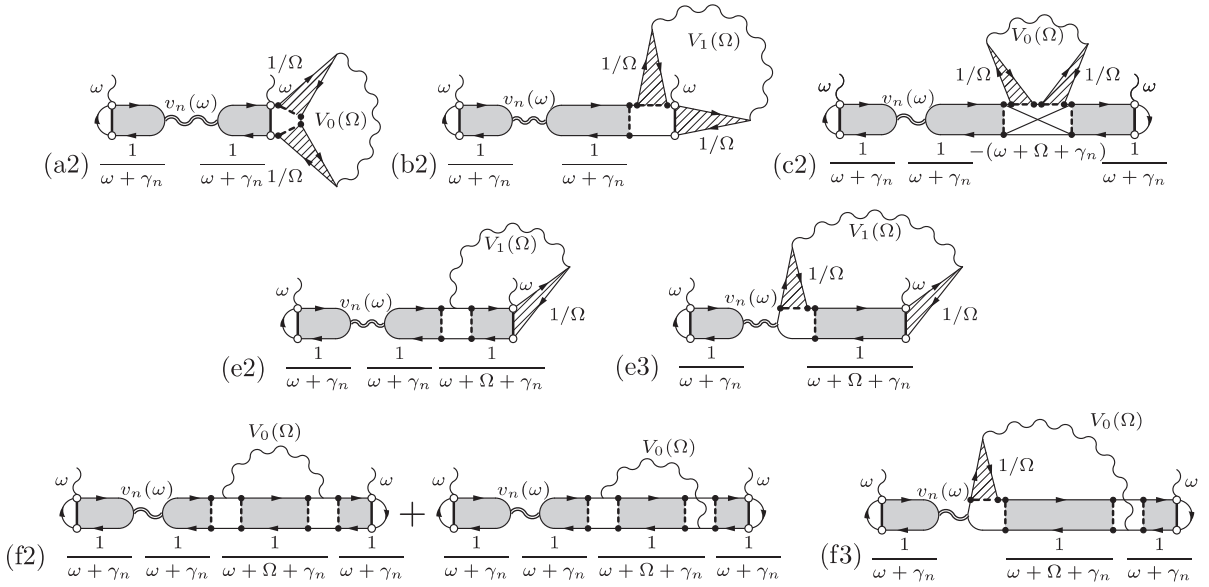 ω 1/Ω ω
v_n(ω) V_0(Ω)
1/Ω
(a2) 1/(ω + γ_n) 1/(ω + γ_n)
V_1(Ω)
ω 1/Ω ω
v_n(ω)
1/Ω
(b2) 1/(ω + γ_n) 1/(ω + γ_n)
V_0(Ω)
ω 1/Ω 1/Ω ω
v_n(ω)
(c2) 1/(ω + γ_n) 1/(ω + γ_n) -(ω + Ω + γ_n) 1/(ω + γ_n)
V_1(Ω)
ω v_n(ω) ω
1/Ω
(e2) 1/(ω + γ_n) 1/(ω + γ_n) 1/(ω + Ω + γ_n)
V_1(Ω)
ω v_n(ω) 1/Ω ω
1/Ω
(e3) 1/(ω + γ_n) 1/(ω + Ω + γ_n)
V_0(Ω)
ω v_n(ω) ω
(f2) 1/(ω + γ_n) 1/(ω + γ_n) 1/(ω + Ω + γ_n) 1/(ω + γ_n)
+
V_0(Ω)
ω v_n(ω) ω
1/(ω + γ_n) 1/(ω + γ_n) 1/(ω + Ω + γ_n) 1/(ω + γ_n)
V_0(Ω)
ω v_n(ω) 1/Ω ω
(f3) 1/(ω + γ_n) 1/(ω + Ω + γ_n) 1/(ω + γ_n)